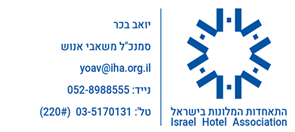 יואב בכר
סמנכ"ל משאבי אנוש
yoav@iha.org.il
נייד: 052-8988555
טל': 03-5170131 (#220)
התאחדות המלונות בישראל
Israel Hotel Association